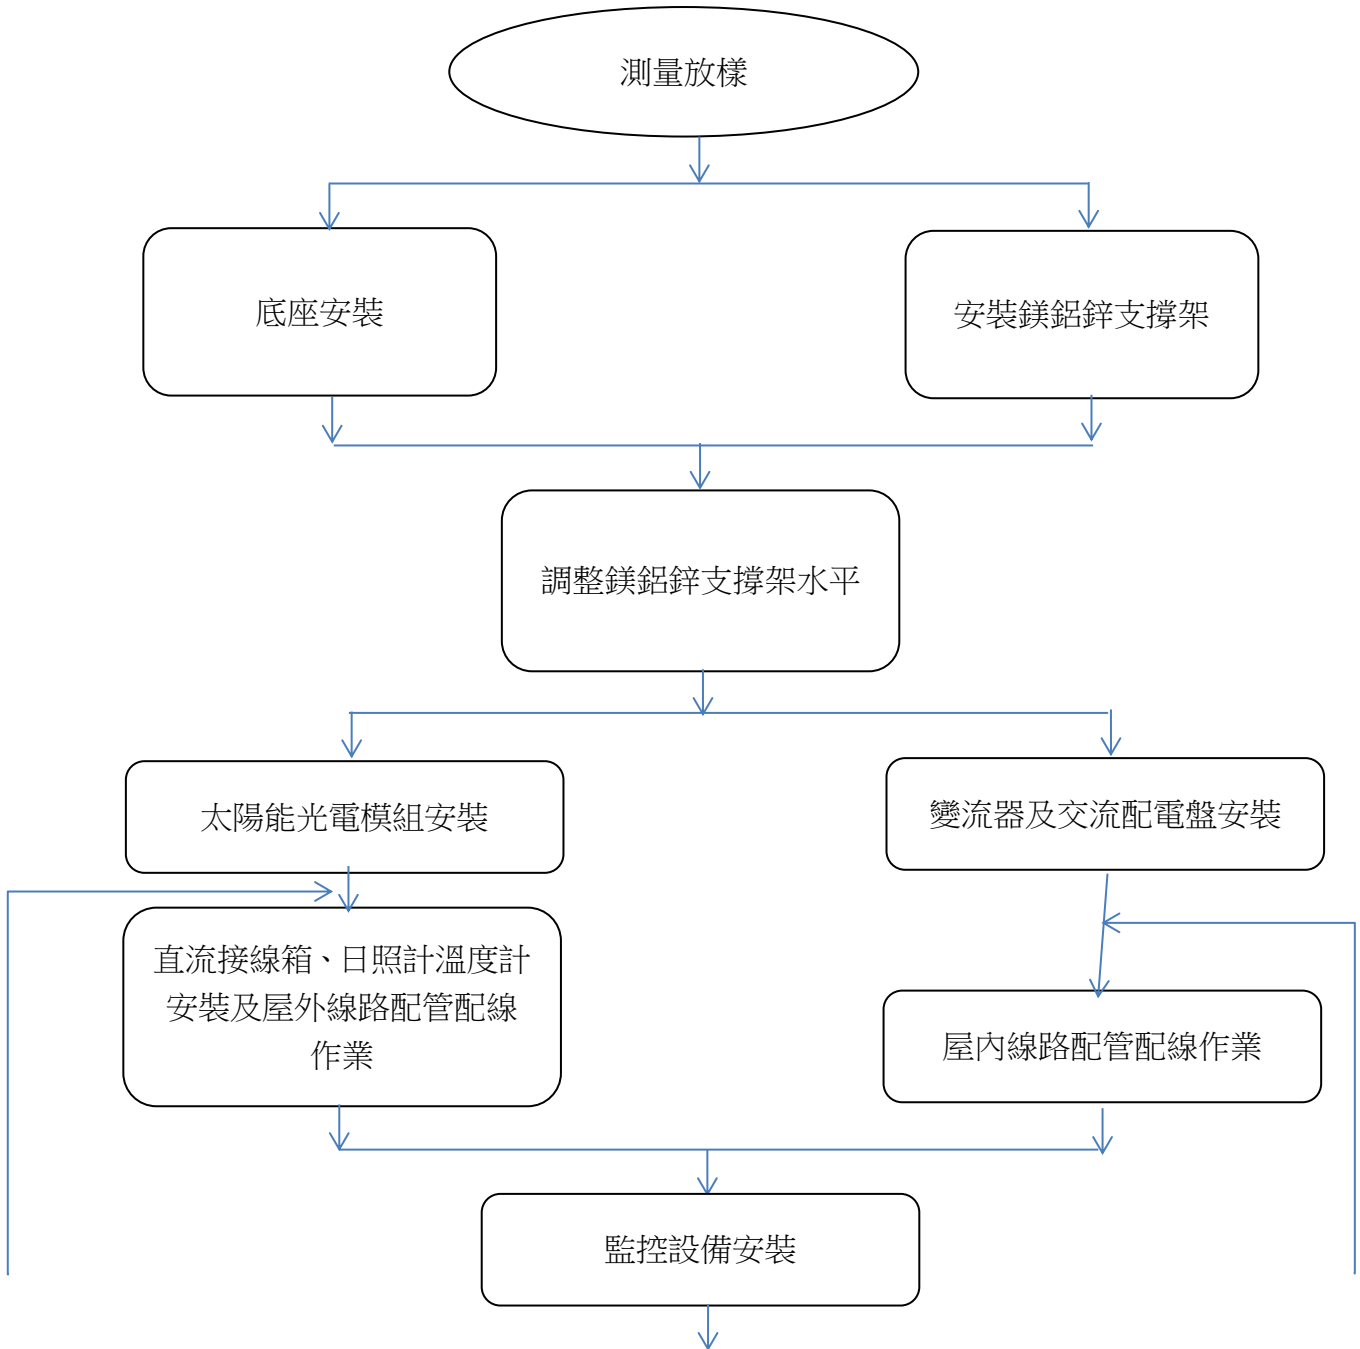 測量放樣
底座安裝
安裝鎂鋁鋅支撐架
調整鎂鋁鋅支撐架水平
太陽能光電模組安裝
變流器及交流配電盤安裝
直流接線箱、日照計溫度計
安裝及屋外線路配管配線
作業
屋內線路配管配線作業
監控設備安裝